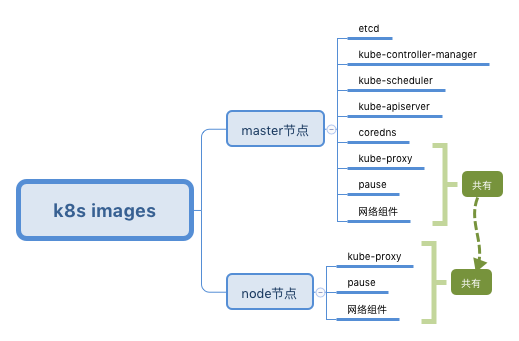 k8s images
master节点
etcd
kube-controller-manager
kube-scheduler
kube-apiserver
coredns
kube-proxy
pause
网络组件
共有
node节点
kube-proxy
pause
网络组件
共有